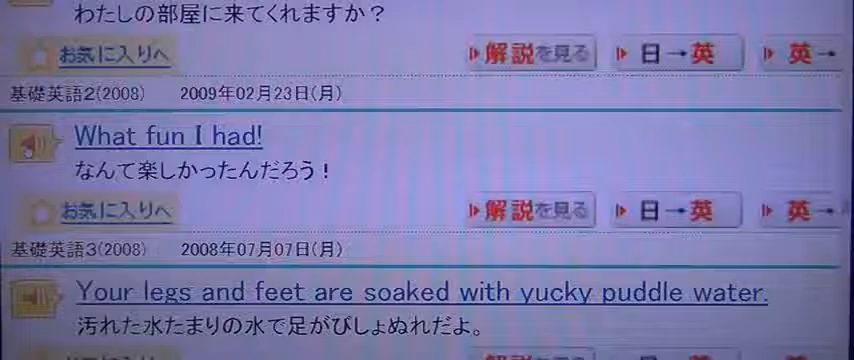 わたしの部屋に来てくれますか？
お気に入りへ ▶解説を見る ▶日→英 ▶英→
基礎英語2(2008) 2009年02月23日(月)
What fun I had!
なんて楽しかったんだろう！
お気に入りへ ▶解説を見る ▶日→英 ▶英→
基礎英語3(2008) 2008年07月07日(月)
Your legs and feet are soaked with yucky puddle water.
汚れた水たまりの水で足がびしょぬれだよ。